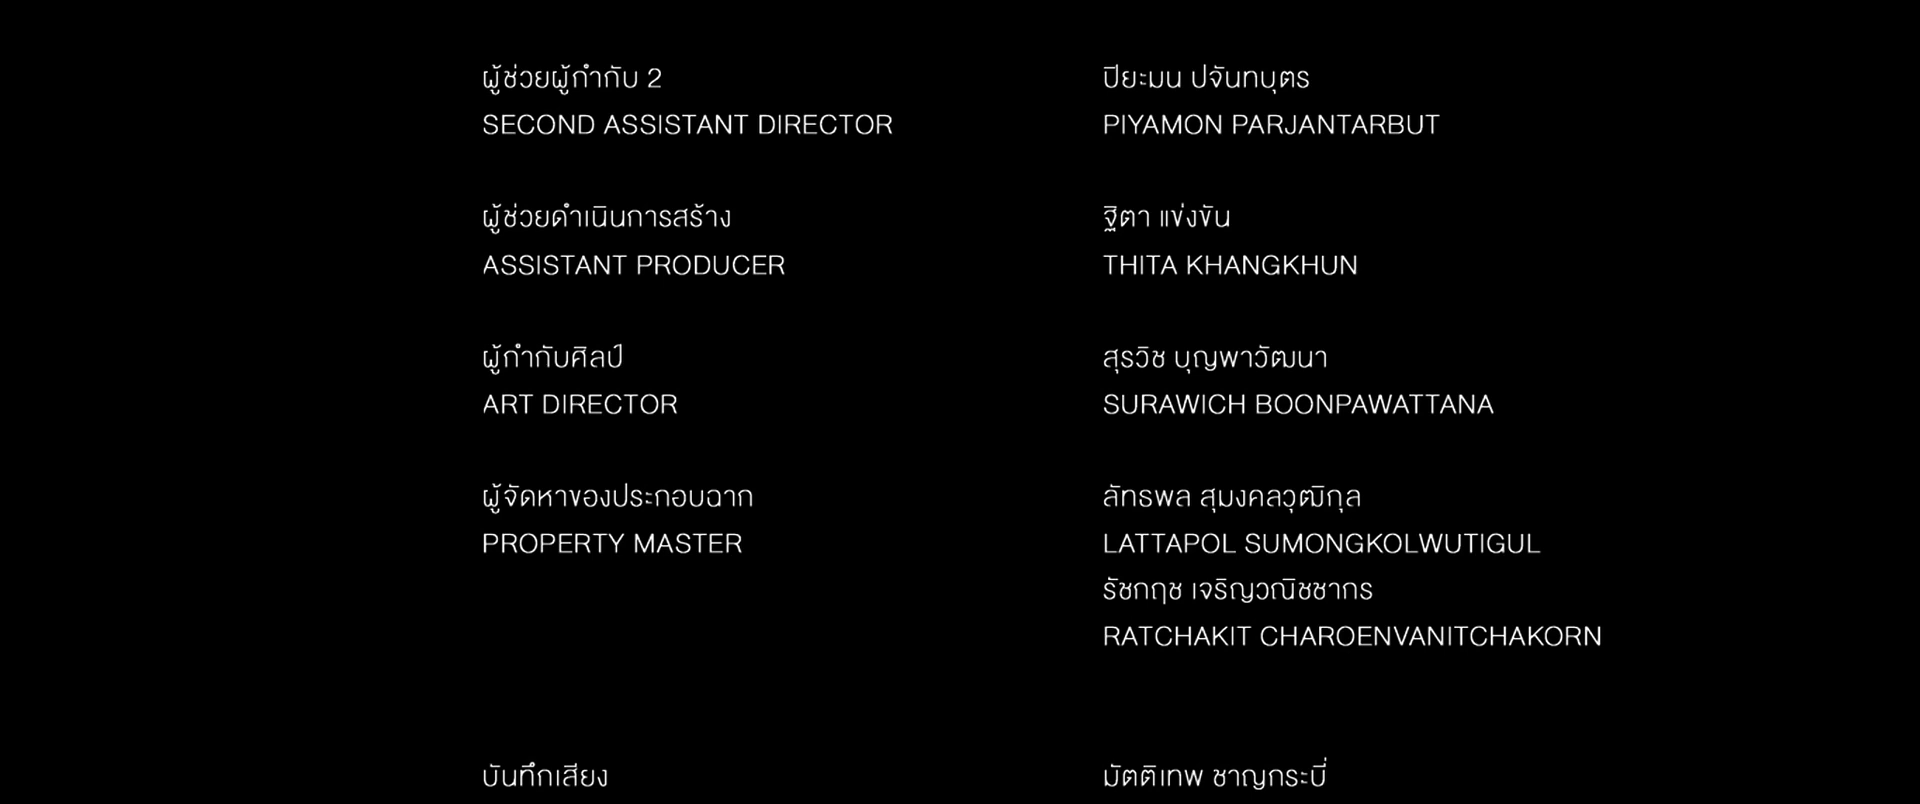 ผู้ช่วยผู้กำกับ 2
ปิยะมน ปจันทบุตร
SECOND ASSISTANT DIRECTOR
PIYAMON PARJANTARBUT
ผู้ช่วยดำเนินการสร้าง
ฐิตา แข่งขัน
ASSISTANT PRODUCER
THITA KHANGKHUN
ผู้กำกับศิลป์
สุรวิช บุญพาวัฒนา
ART DIRECTOR
SURAWICH BOONPAWATTANA
ผู้จัดหาของประกอบฉาก
ลัทธพล สุมงคลวุฒิกุล
PROPERTY MASTER
LATTAPOL SUMONGKOLWUTIGUL
รัชกฤช เจริญวณิชชากร
RATCHAKIT CHAROENVANITCHAKORN
บันทึกเสียง
มัตติเทพ ชาญกระบี่